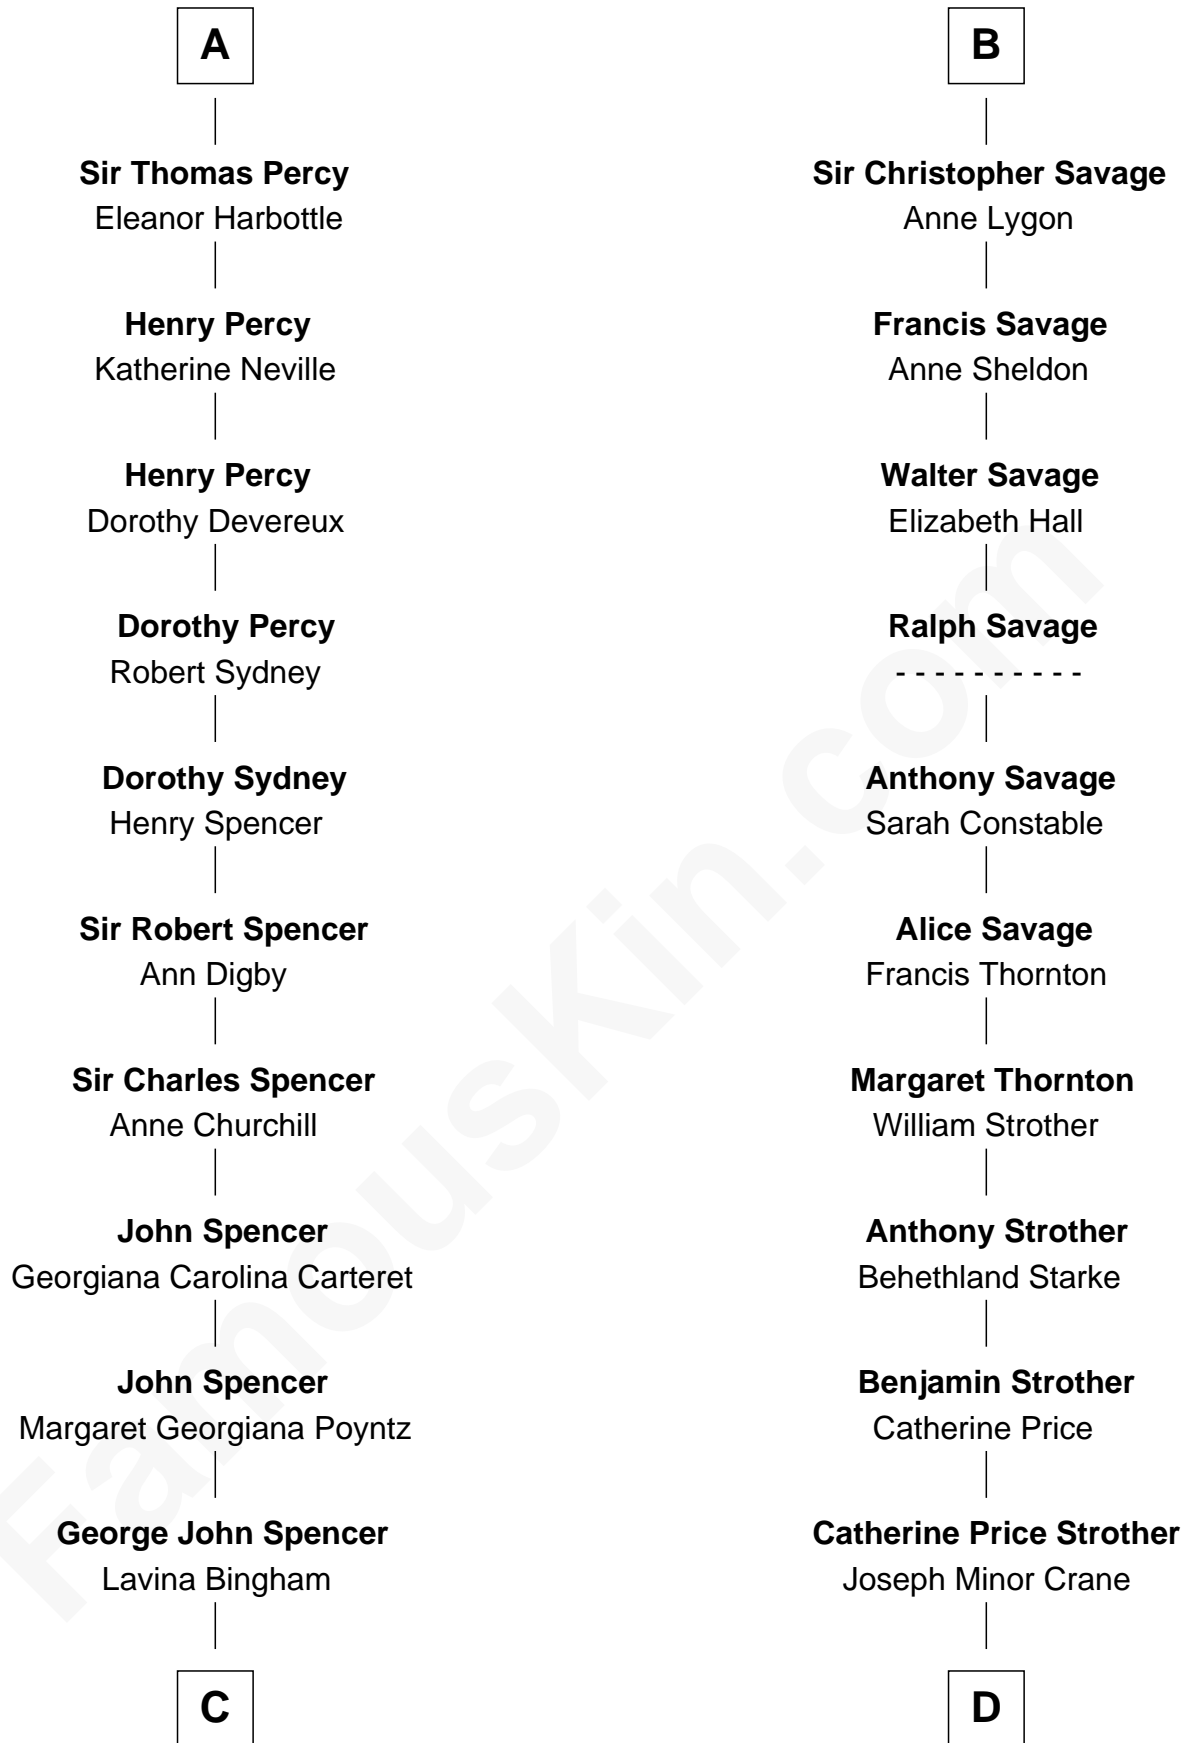 A
Sir Thomas Percy
Eleanor Harbottle
Henry Percy
Katherine Neville
Henry Percy
Dorothy Devereux
Dorothy Percy
Robert Sydney
Dorothy Sydney
Henry Spencer
Sir Robert Spencer
Ann Digby
Sir Charles Spencer
Anne Churchill
John Spencer
Georgiana Carolina Carteret
John Spencer
Margaret Georgiana Poyntz
George John Spencer
Lavina Bingham
C
B
Sir Christopher Savage
Anne Lygon
Francis Savage
Anne Sheldon
Walter Savage
Elizabeth Hall
Ralph Savage
- - - - - - - - - -
Anthony Savage
Sarah Constable
Alice Savage
Francis Thornton
Margaret Thornton
William Strother
Anthony Strother
Behethland Starke
Benjamin Strother
Catherine Price
Catherine Price Strother
Joseph Minor Crane
D
FamousKin.com